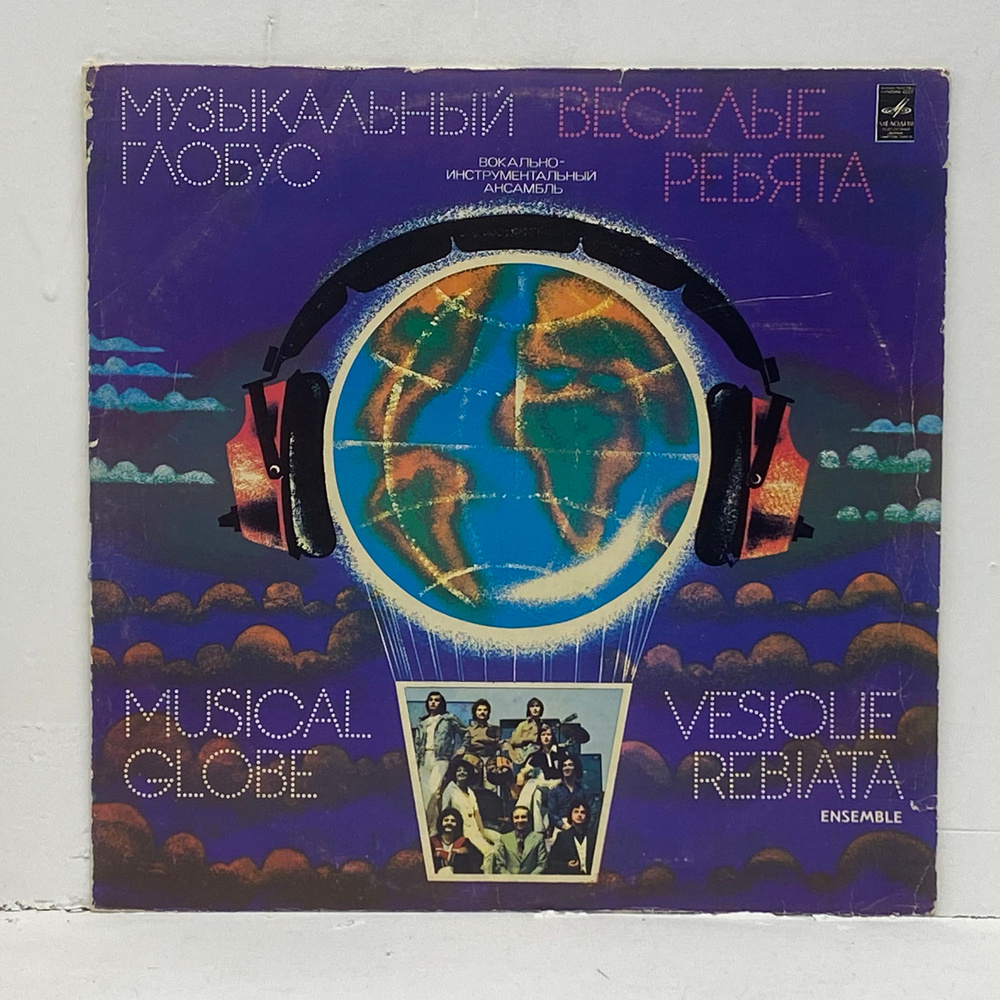 МУЗЫКАЛЬНЫЙ
ГЛОБУС
ВОКАЛЬНО-
ИНСТРУМЕНТАЛЬНЫЙ
АНСАМБЛЬ
ВЕСЕЛЫЕ
РЕБЯТА
МЕЛОДИЯ
MUSICAL
GLOBE
VESIOLIE
REBIATA
ENSEMBLE